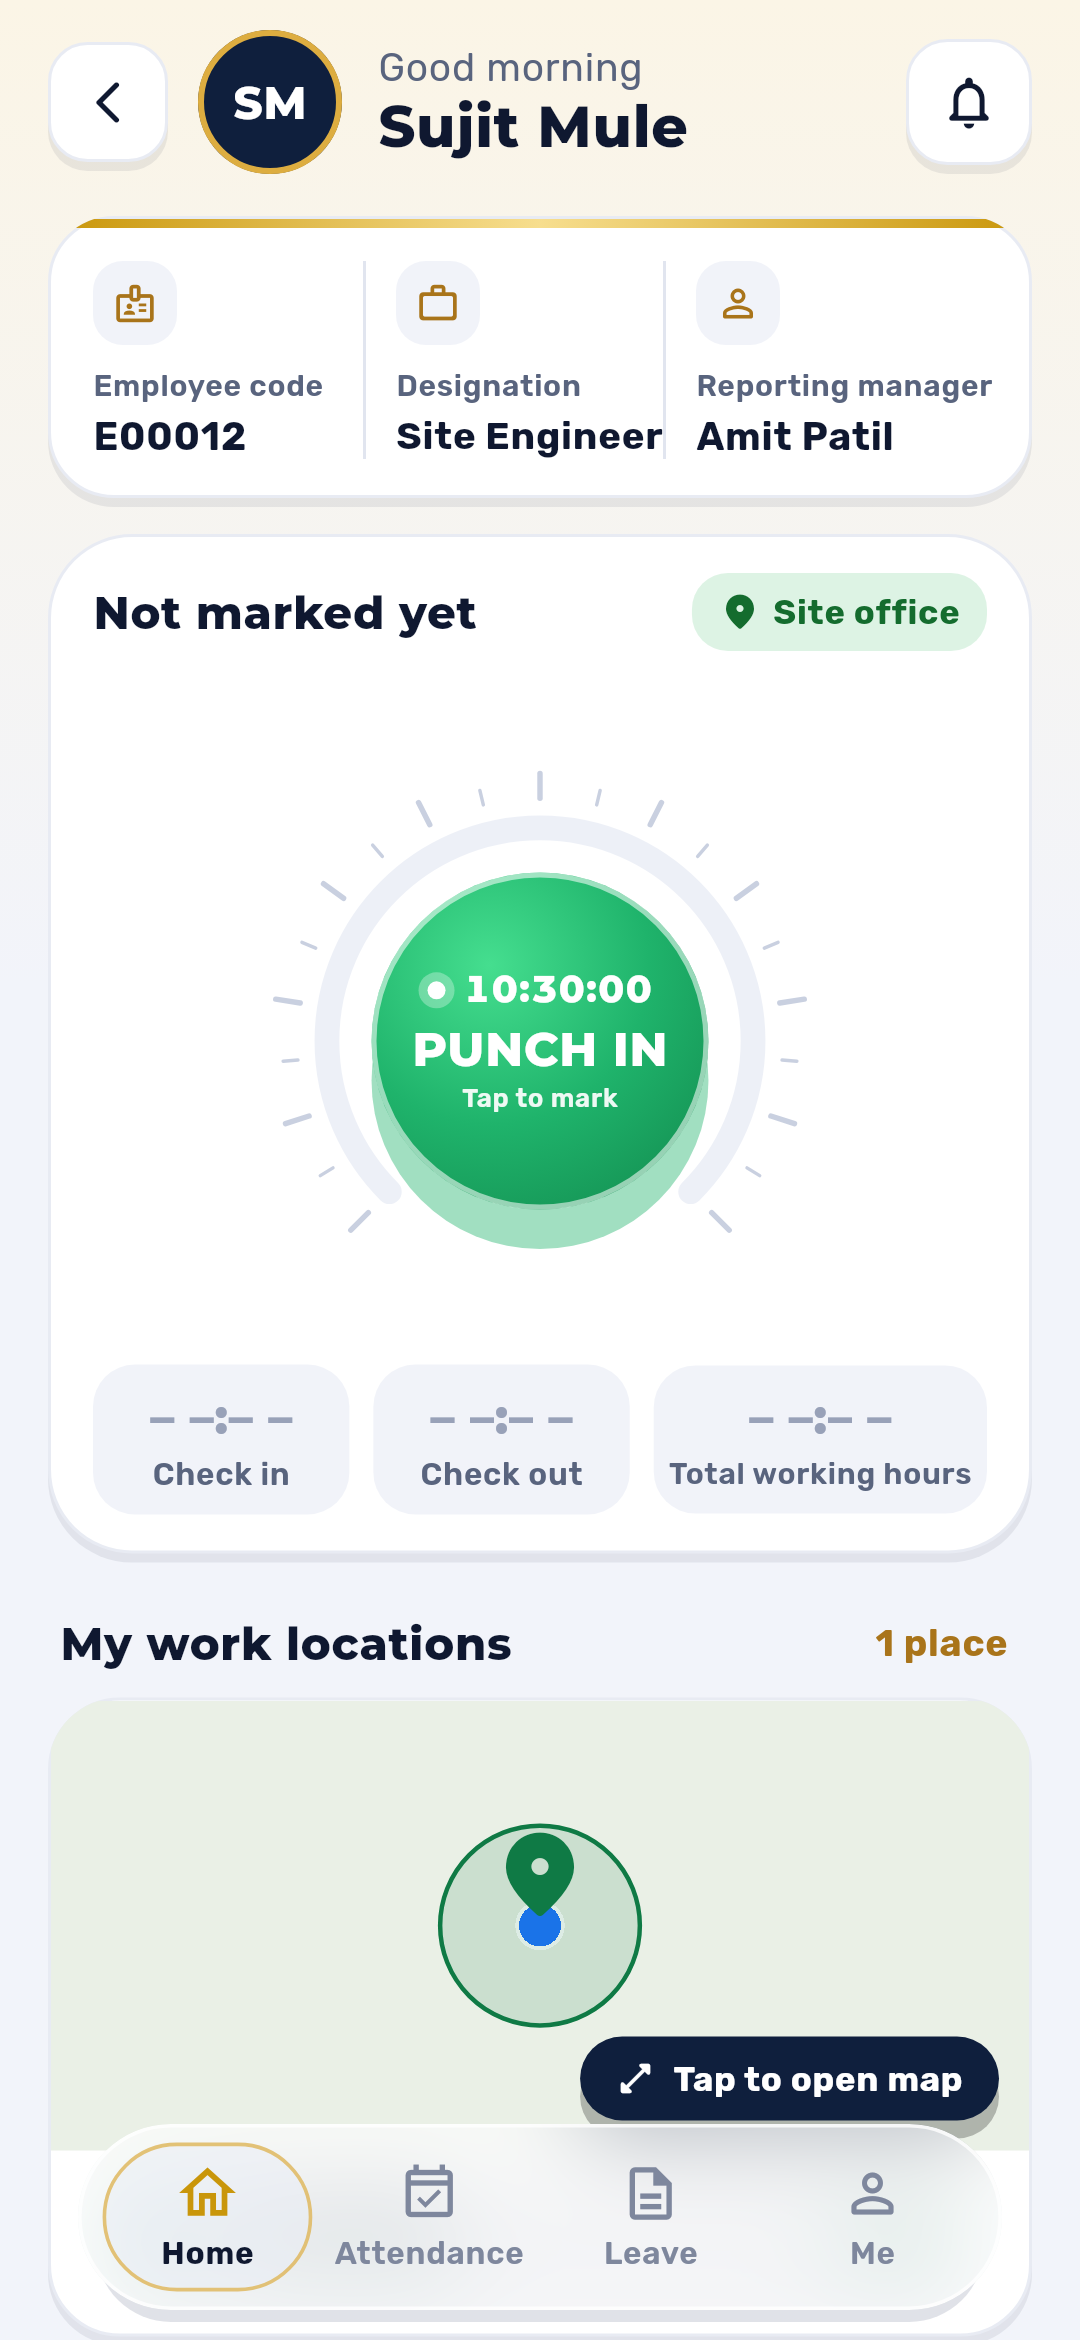 SM
Good morning
Sujit Mule
Employee code
E00012
Designation
Site Engineer
Reporting manager
Amit Patil
Not marked yet
Site office
10:30:00
PUNCH IN
Tap to mark
--:--
Check in
--:--
Check out
--:--
Total working hours
My work locations
1 place
Tap to open map
Home
Attendance
Leave
Me